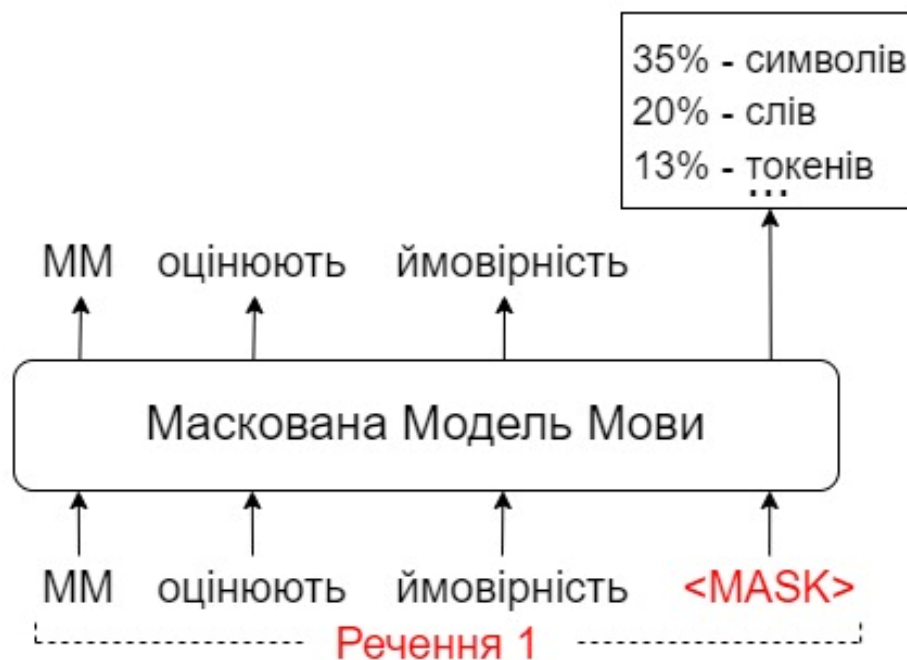 35% - символів
20% - слів
13% - токенів
...
ММ оцінюють ймовірність
Маскована Модель Мови
ММ оцінюють ймовірність <MASK>
Речення 1